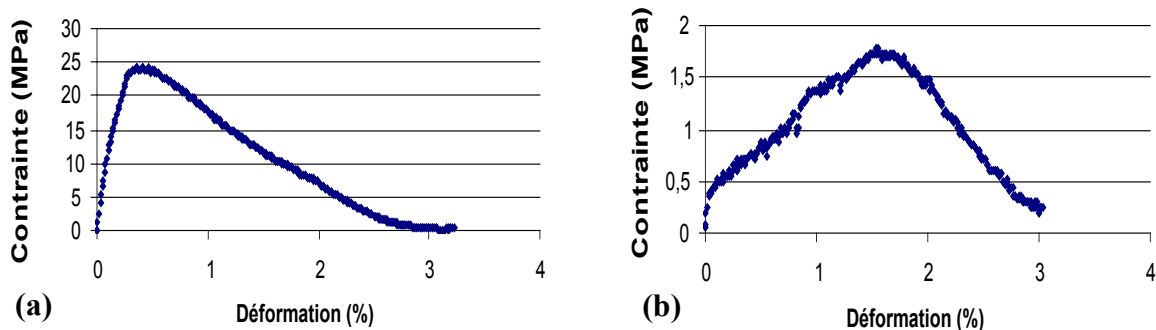 Contrainte (MPa)
30
25
20
15
10
5
0
0 1 2 3 4
Déformation (%)
(a)
Contrainte (MPa)
2
1,5
1
0,5
0
0 1 2 3 4
Déformation (%)
(b)